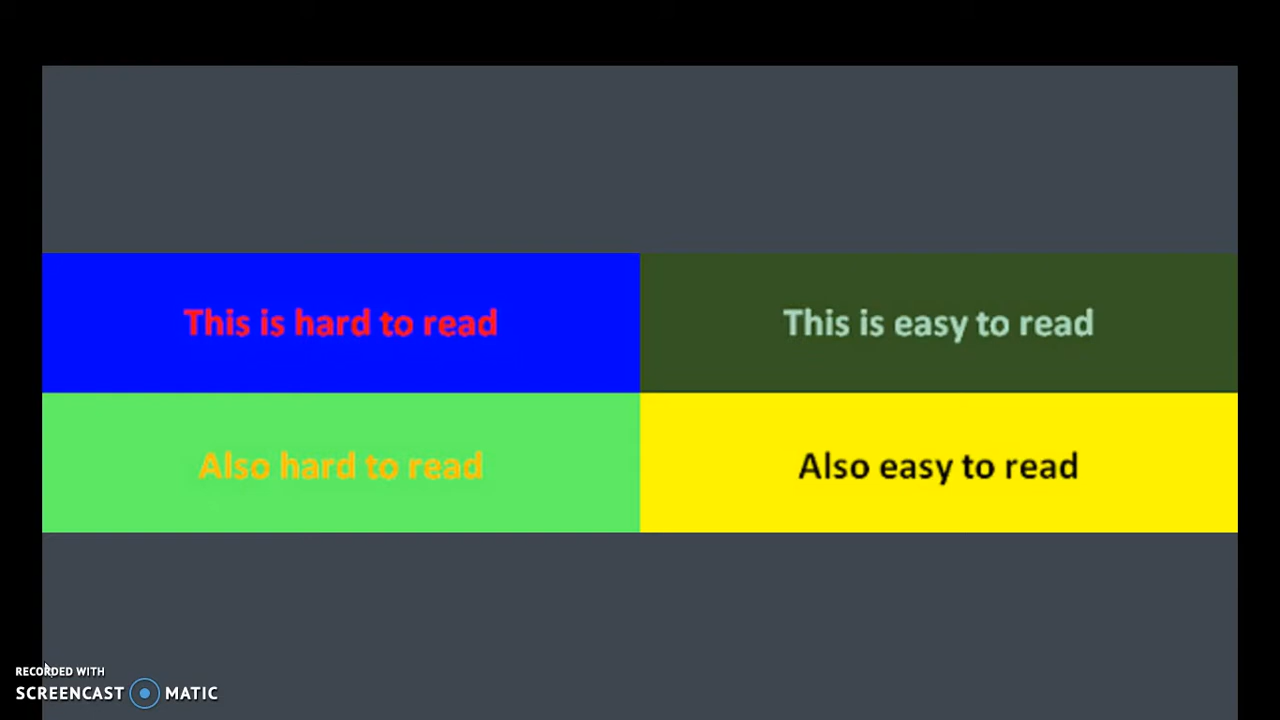 This is hard to read
This is easy to read
Also hard to read
Also easy to read
RECORDED WITH
SCREENCAST MATIC